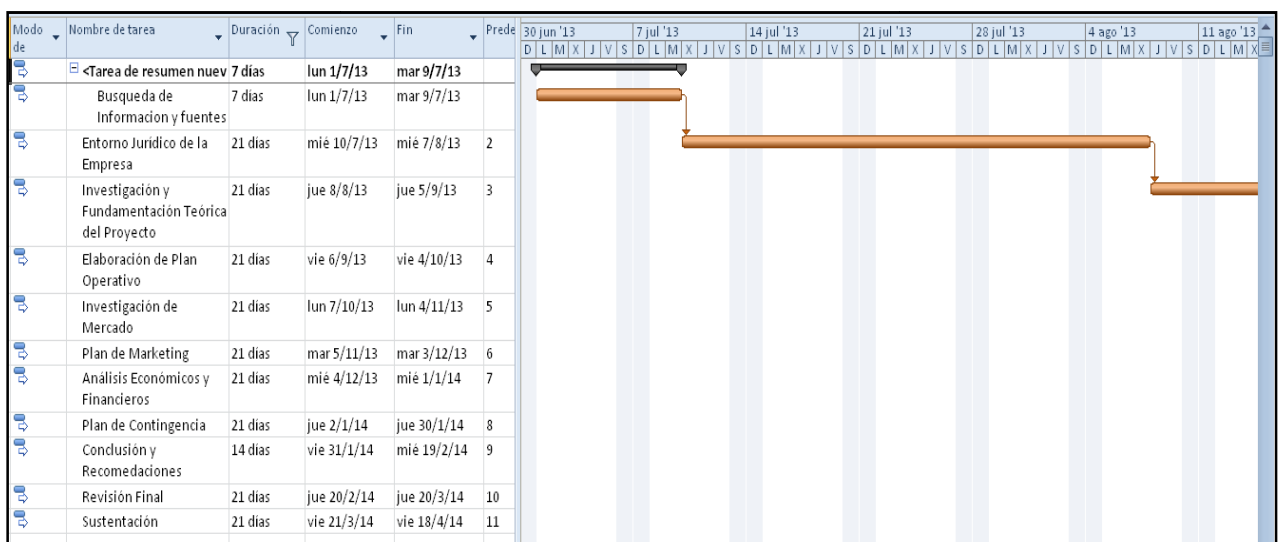 Modo de Nombre de tarea Duración Comienzo Fin Prede
30 jun '13 7 jul '13 14 jul '13 21 jul '13 28 jul '13 4 ago '13 11 ago '13
D L M X J V S D L M X J V S D L M X J V S D L M X J V S D L M X J V S D L M X J V S D L M X
<Tarea de resumen nuev 7 días lun 1/7/13 mar 9/7/13
Busqueda de 7 días lun 1/7/13 mar 9/7/13
Informacion y fuentes
Entorno Jurídico de la 21 días mié 10/7/13 mié 7/8/13 2
Empresa
Investigación y 21 días jue 8/8/13 jue 5/9/13 3
Fundamentación Teórica
del Proyecto
Elaboración de Plan 21 días vie 6/9/13 vie 4/10/13 4
Operativo
Investigación de 21 días lun 7/10/13 lun 4/11/13 5
Mercado
Plan de Marketing 21 días mar 5/11/13 mar 3/12/13 6
Análisis Económicos y 21 días mié 4/12/13 mié 1/1/14 7
Financieros
Plan de Contingencia 21 días jue 2/1/14 jue 30/1/14 8
Conclusión y 14 días vie 31/1/14 mié 19/2/14 9
Recomedaciones
Revisión Final 21 días jue 20/2/14 jue 20/3/14 10
Sustentación 21 días vie 21/3/14 vie 18/4/14 11